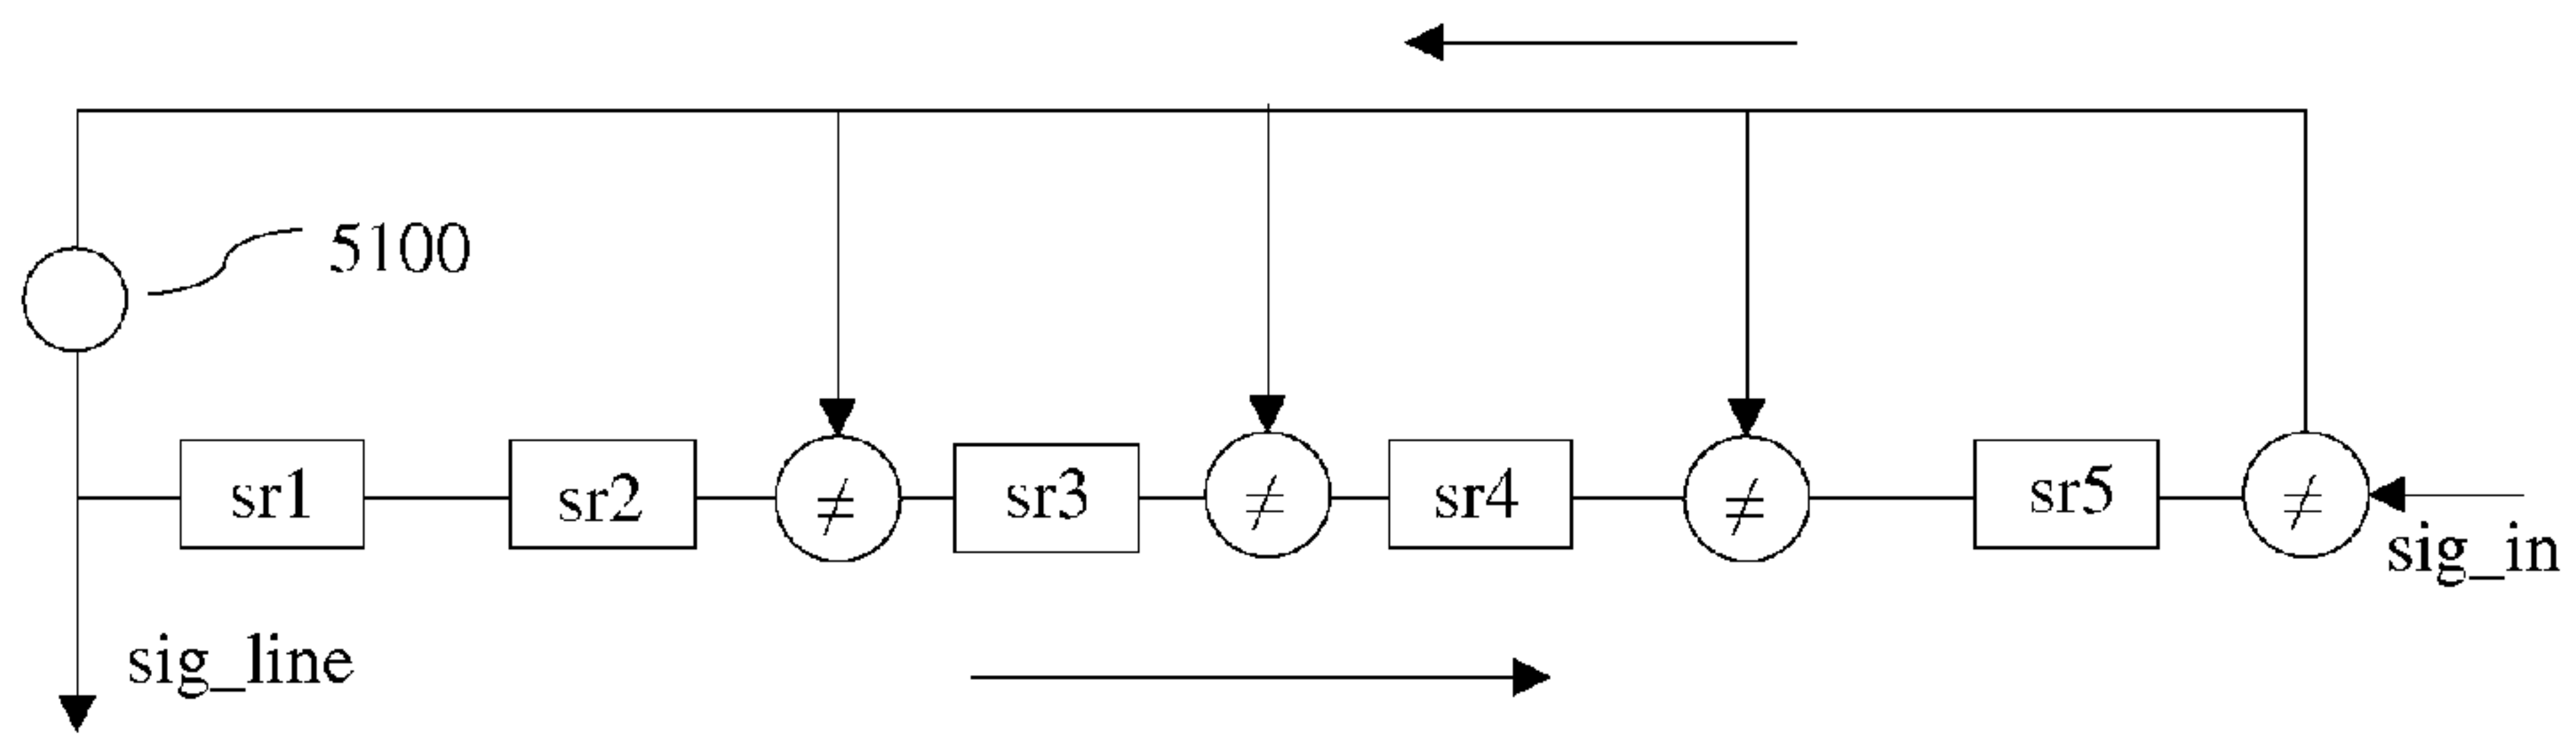 5100
sr1 sr2 ≠ sr3 ≠ sr4 ≠ sr5 ≠
sig_in
sig_line